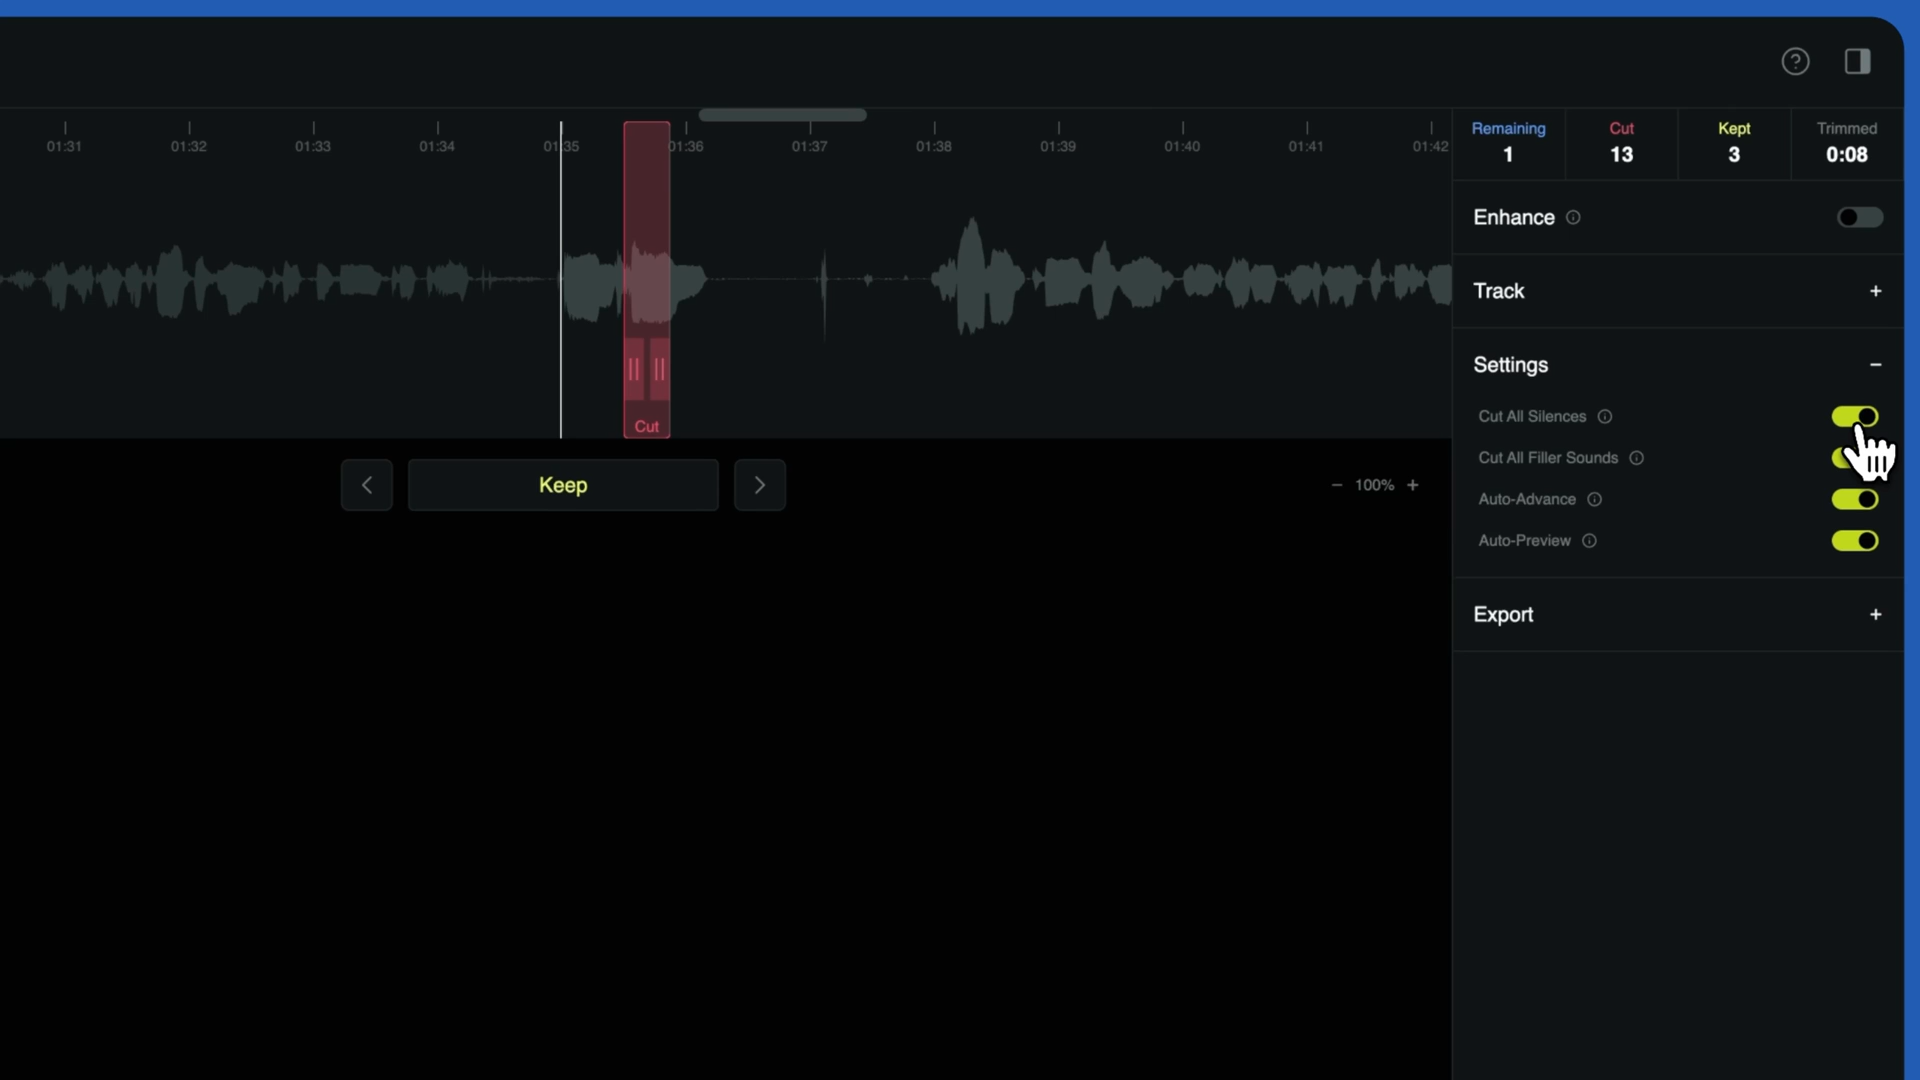 01:31 01:32 01:33 01:34 01:35 01:36 01:37 01:38 01:39 01:40 01:41 01:42
Cut
Keep
100%
Remaining Cut Kept Trimmed
1 13 3 0:08
Enhance
Track
Settings
Cut All Silences
Cut All Filler Sounds
Auto-Advance
Auto-Preview
Export